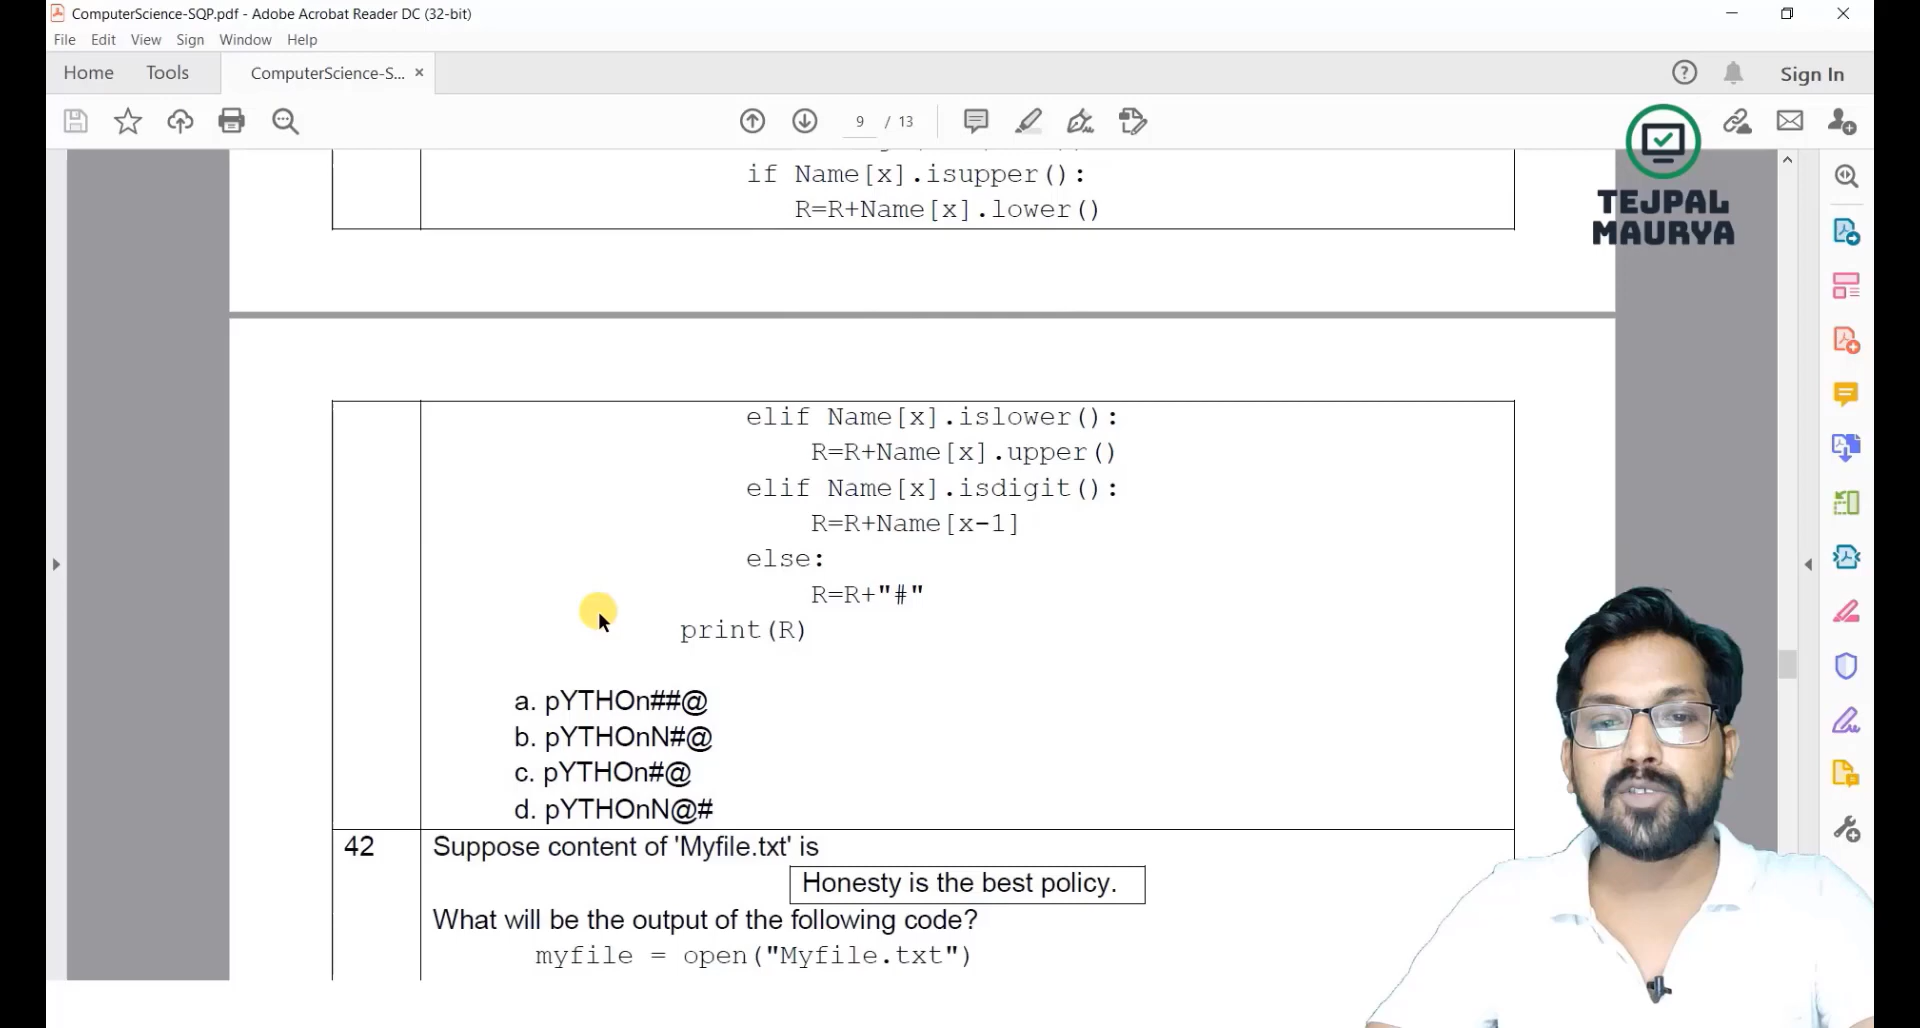 ComputerScience-SQP.pdf - Adobe Acrobat Reader DC (32-bit)
File Edit View Sign Window Help
Home Tools ComputerScience-S... ×
Sign In
9 / 13
TEJPAL
MAURYA
if Name[x].isupper():
R=R+Name[x].lower()
elif Name[x].islower():
R=R+Name[x].upper()
elif Name[x].isdigit():
R=R+Name[x-1]
else:
R=R+"#"
print(R)
a. pYTHOn##@
b. pYTHOnN#@
c. pYTHOn#@
d. pYTHOnN@#
42 Suppose content of 'Myfile.txt' is
Honesty is the best policy.
What will be the output of the following code?
myfile = open("Myfile.txt")